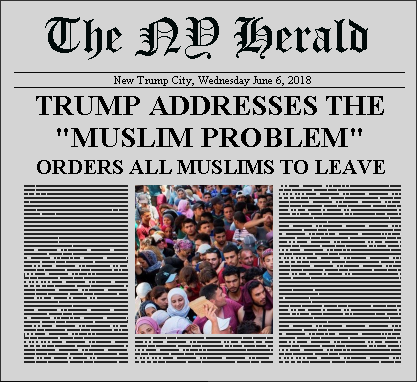 The NY Herald
New Trump City, Wednesday June 6, 2018
TRUMP ADDRESSES THE
"MUSLIM PROBLEM"
ORDERS ALL MUSLIMS TO LEAVE